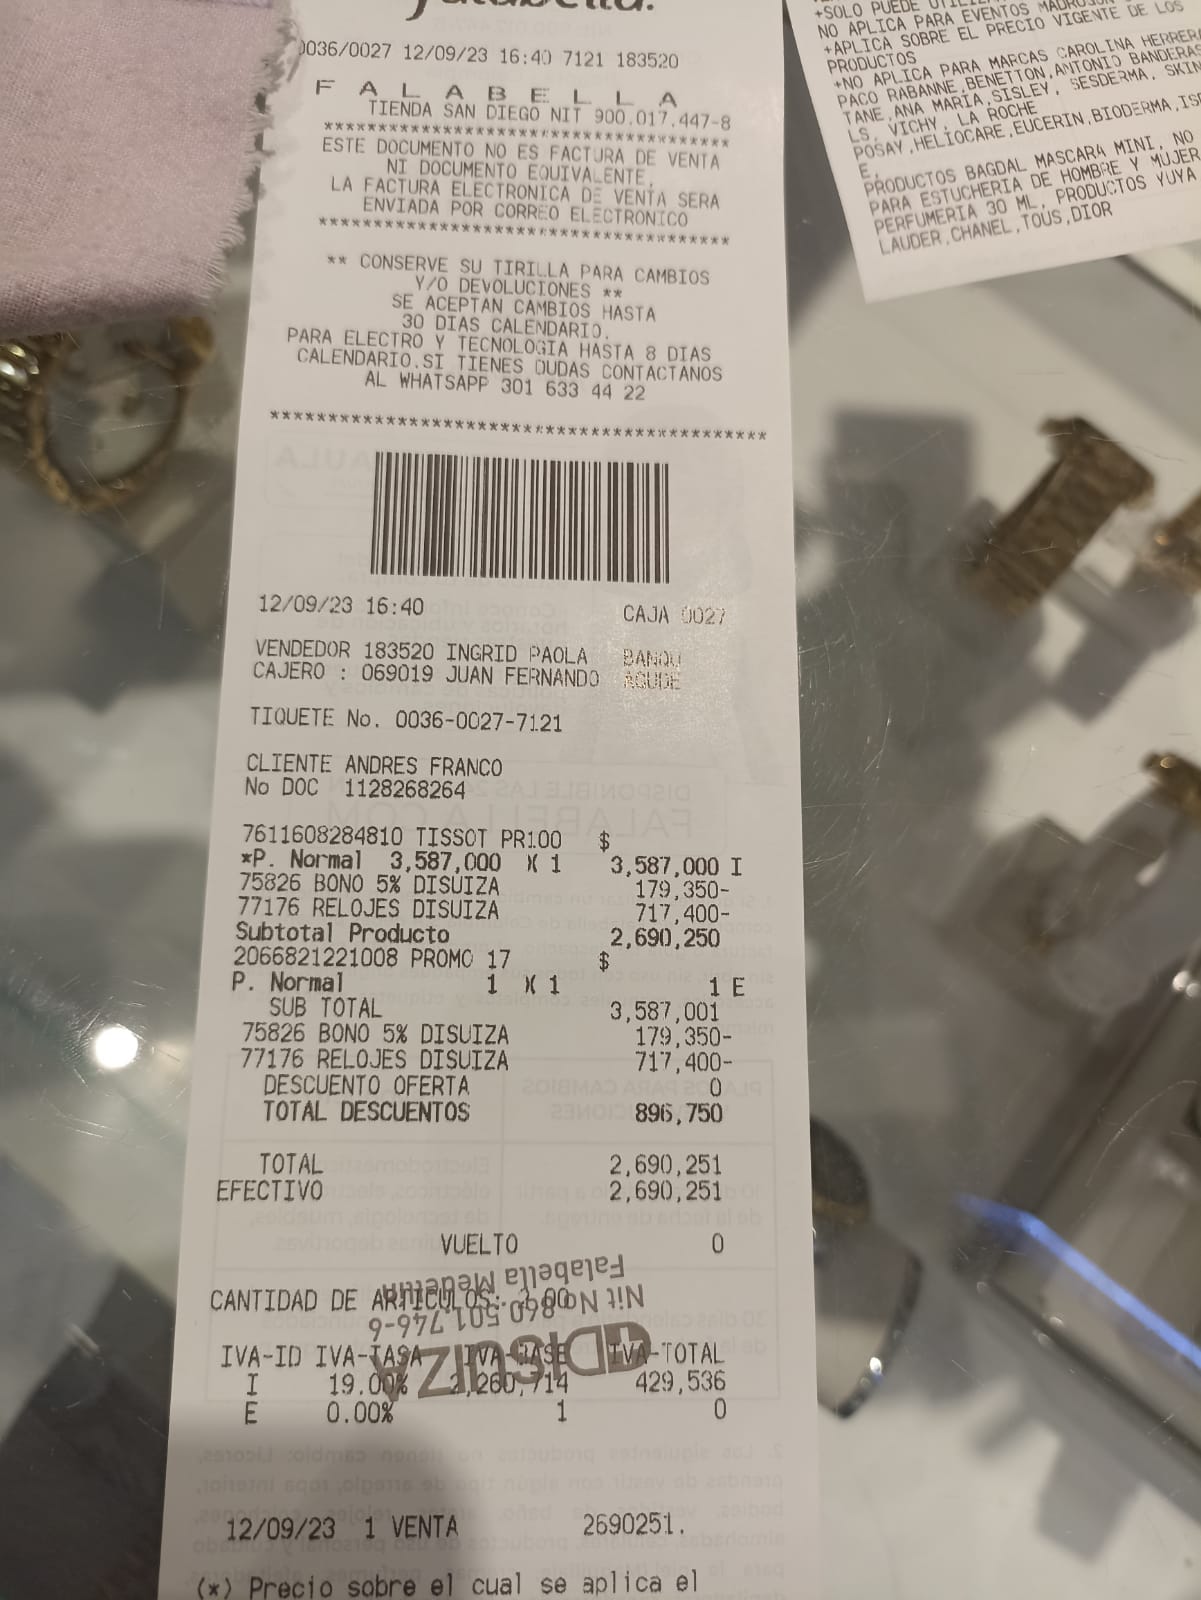 falabella.
0036/0027 12/09/23 16:40 7121 183520
F A L A B E L L A
TIENDA SAN DIEGO NIT 900.017.447-8
************************************
ESTE DOCUMENTO NO ES FACTURA DE VENTA
NI DOCUMENTO EQUIVALENTE.
LA FACTURA ELECTRONICA DE VENTA SERA
ENVIADA POR CORREO ELECTRONICO
************************************
** CONSERVE SU TIRILLA PARA CAMBIOS
Y/O DEVOLUCIONES **
SE ACEPTAN CAMBIOS HASTA
30 DIAS CALENDARIO.
PARA ELECTRO Y TECNOLOGIA HASTA 8 DIAS
CALENDARIO.SI TIENES DUDAS CONTACTANOS
AL WHATSAPP 301 633 44 22
********************************************
12/09/23 16:40 CAJA 0027
VENDEDOR 183520 INGRID PAOLA BANQU
CAJERO : 069019 JUAN FERNANDO AGUDE
TIQUETE No. 0036-0027-7121
CLIENTE ANDRES FRANCO
No DOC 1128268264
7611608284810 TISSOT PR100 $
*P. Normal 3,587,000 X 1 3,587,000 I
75826 BONO 5% DISUIZA 179,350-
77176 RELOJES DISUIZA 717,400-
Subtotal Producto 2,690,250
2066821221008 PROMO 17 $
P. Normal 1 X 1 1 E
SUB TOTAL 3,587,001
75826 BONO 5% DISUIZA 179,350-
77176 RELOJES DISUIZA 717,400-
DESCUENTO OFERTA 0
TOTAL DESCUENTOS 896,750
TOTAL 2,690,251
EFECTIVO 2,690,251
VUELTO 0
CANTIDAD DE ARTICULOS:
IVA-ID IVA-TASA IVA-BASE IVA-TOTAL
I 19.00% 2,260,714 429,536
E 0.00% 1 0
12/09/23 1 VENTA 2690251.
(*) Precio sobre el cual se aplica el
DISUIZA
Nit No 860.501.746-6
Falabella
+SOLO PUEDE
NO APLICA PARA EVENTOS
+APLICA SOBRE EL PRECIO VIGENTE DE LOS
PRODUCTOS
+NO APLICA PARA MARCAS CAROLINA HERRERA
PACO RABANNE,BENETTON,ANTONIO BANDERAS
TANE,ANA MARIA,SISLEY, SESDERMA, SKIN
LS, VICHY, LA ROCHE
POSAY,HELIOCARE,EUCERIN,BIODERMA,
E,
PRODUCTOS BAGDAL MASCARA MINI, NO
PARA ESTUCHERIA DE HOMBRE Y MUJER
PERFUMERIA 30 ML, PRODUCTOS YUYA
LAUDER,CHANEL,TOUS,DIOR